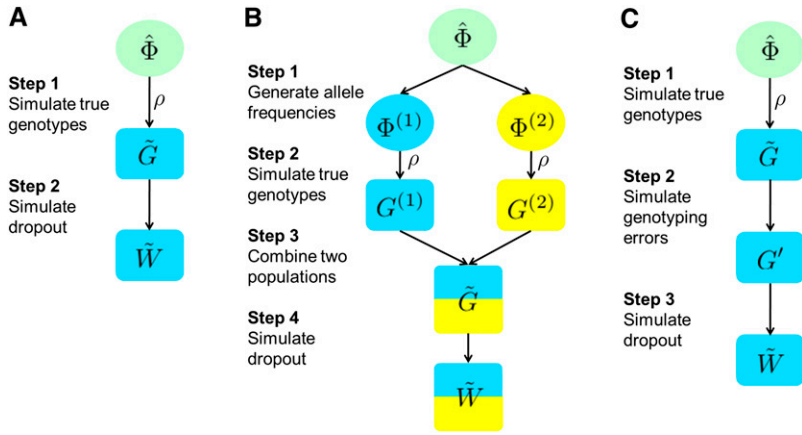 A
Φ̂
Step 1
Simulate true
genotypes
ρ
G̃
Step 2
Simulate
dropout
W̃
B
Φ̂
Step 1
Generate allele
frequencies
Φ(1) Φ(2)
Step 2
Simulate true
genotypes
ρ ρ
G(1) G(2)
Step 3
Combine two
populations
G̃
Step 4
Simulate
dropout
W̃
C
Φ̂
Step 1
Simulate true
genotypes
ρ
G̃
Step 2
Simulate
genotyping
errors
G′
Step 3
Simulate
dropout
W̃